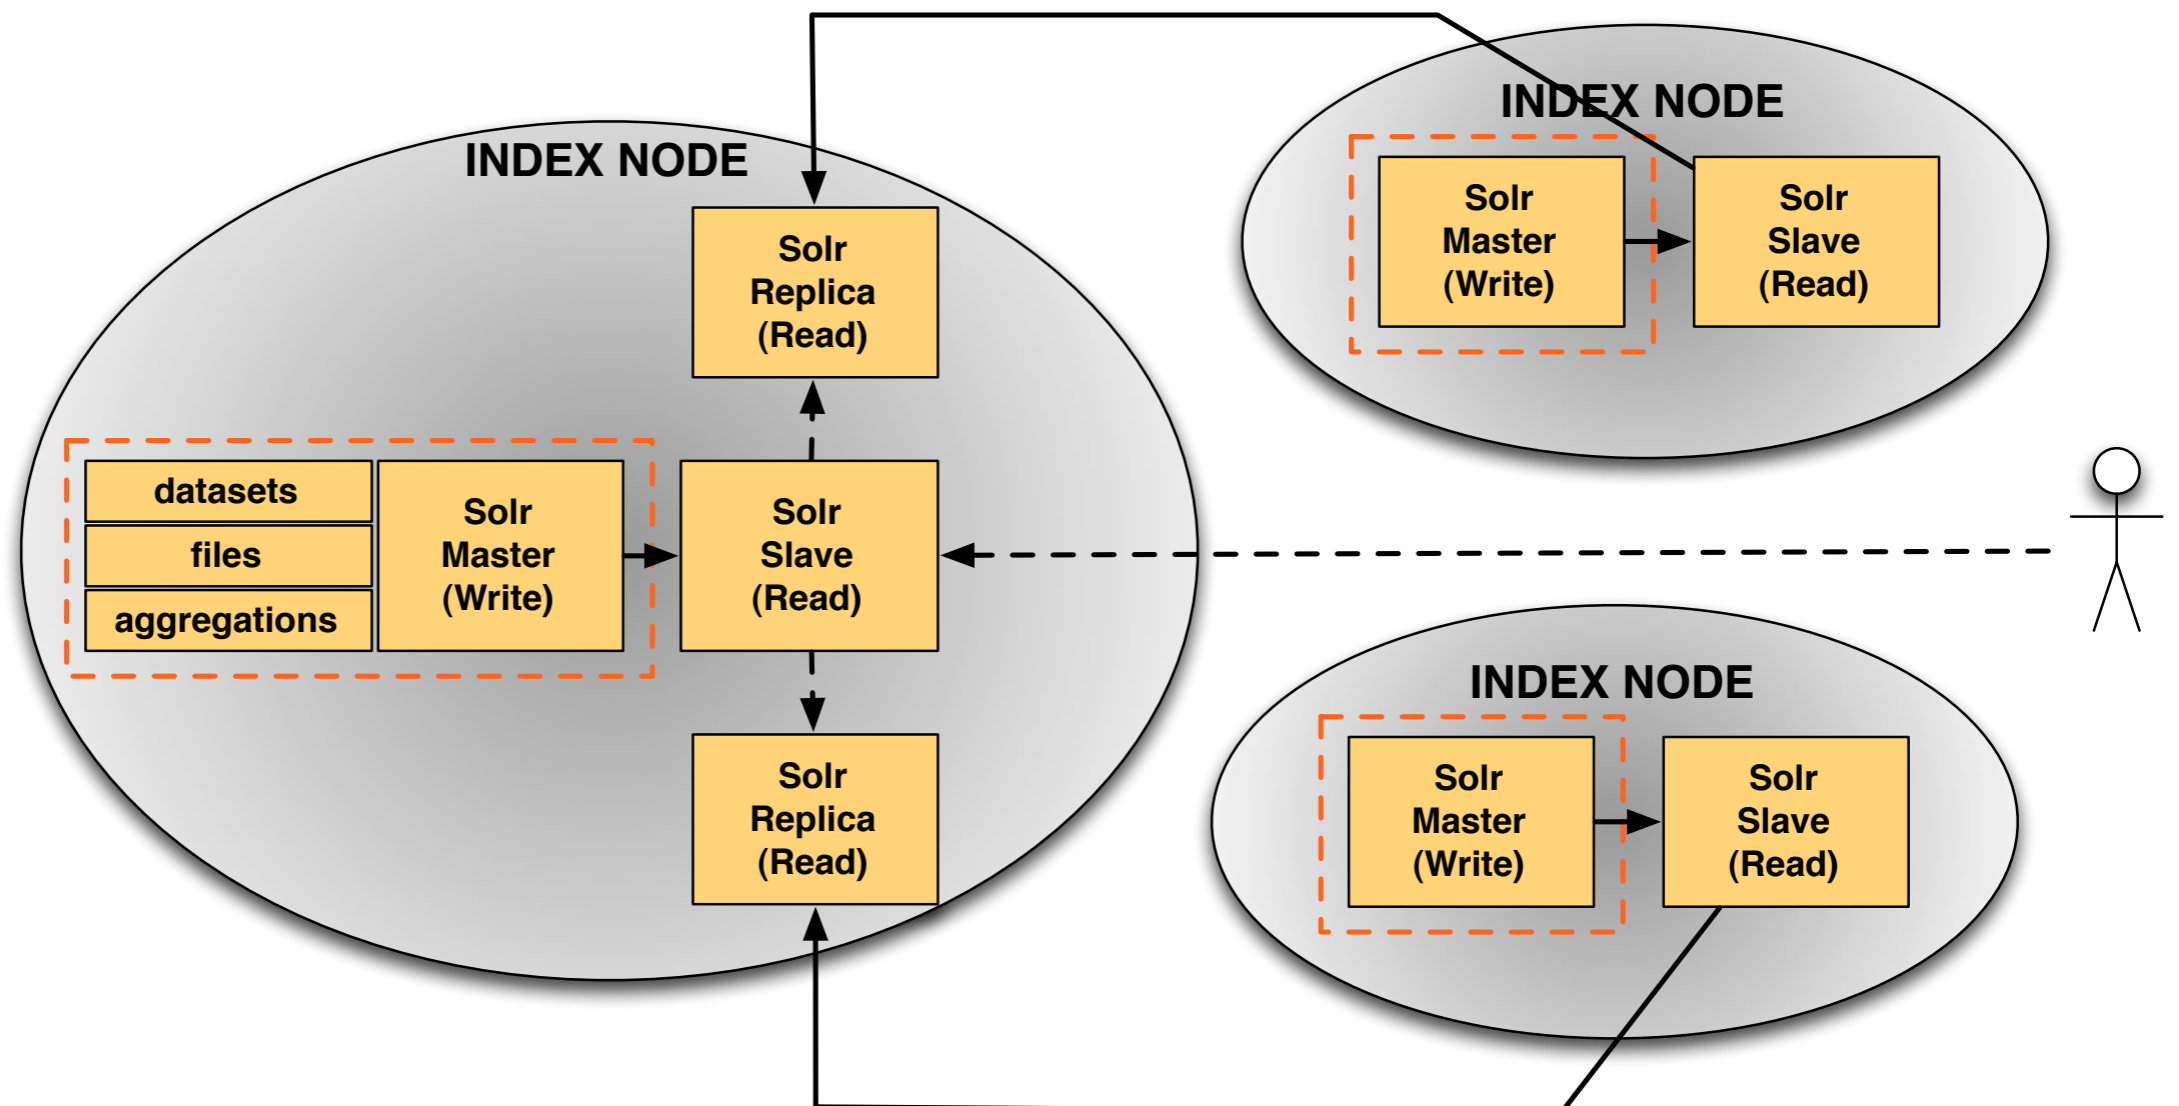 INDEX NODE
Solr
Replica
(Read)
datasets
files
aggregations
Solr
Master
(Write)
Solr
Slave
(Read)
Solr
Replica
(Read)
INDEX NODE
Solr
Master
(Write)
Solr
Slave
(Read)
INDEX NODE
Solr
Master
(Write)
Solr
Slave
(Read)